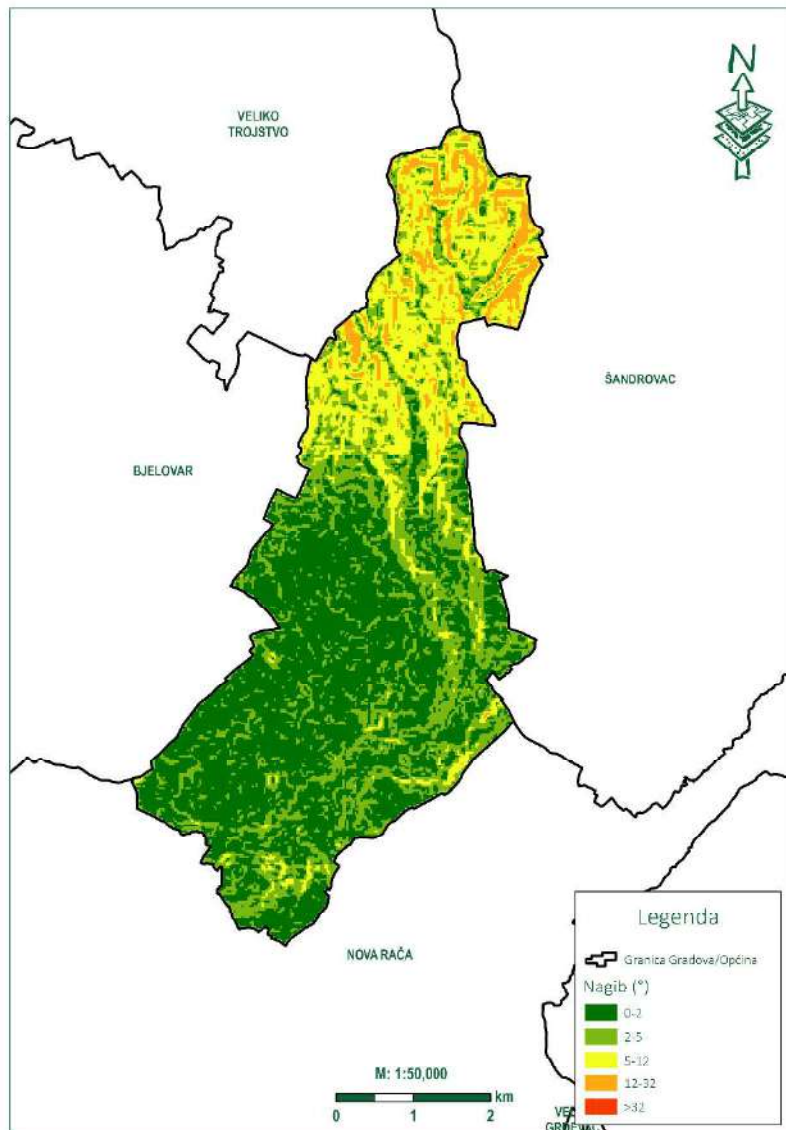 N
VELIKO
TROJSTVO
ŠANDROVAC
BJELOVAR
NOVA RAČA
Legenda
Granica Gradova/Općina
Nagib (°)
0-2
2-5
5-12
12-32
>32
M: 1:50,000
km
0 1 2